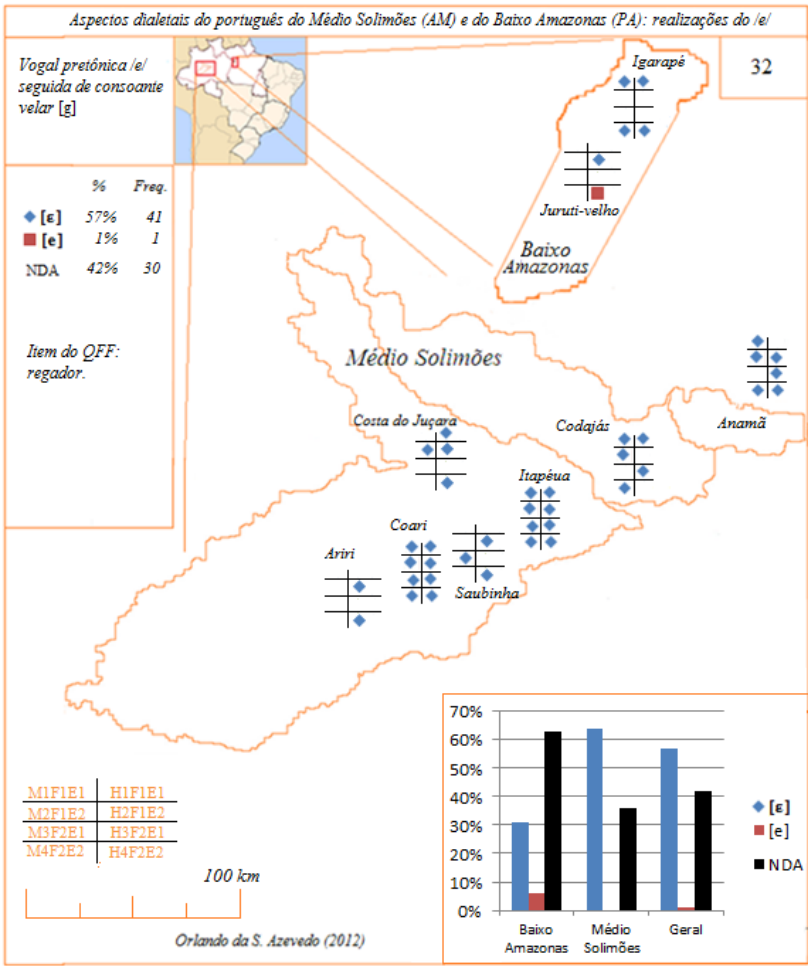 Aspectos dialetais do português do Médio Solimões (AM) e do Baixo Amazonas (PA): realizações do /e/
Vogal pretônica /e/
seguida de consoante
velar [g]
32
% Freq.
[ɛ] 57% 41
[e] 1% 1
NDA 42% 30
Item do QFF:
regador.
Igarapé
Juruti-velho
Baixo
Amazonas
Médio Solimões
Costa do Juçara
Codajás
Anamã
Itapéua
Coari
Ariri
Saubinha
M1F1E1 H1F1E1
M2F1E2 H2F1E2
M3F2E1 H3F2E1
M4F2E2 H4F2E2
100 km
Orlando da S. Azevedo (2012)
70%
60%
50%
40%
30%
20%
10%
0%
Baixo
Amazonas
Médio
Solimões
Geral
[ɛ]
[e]
NDA